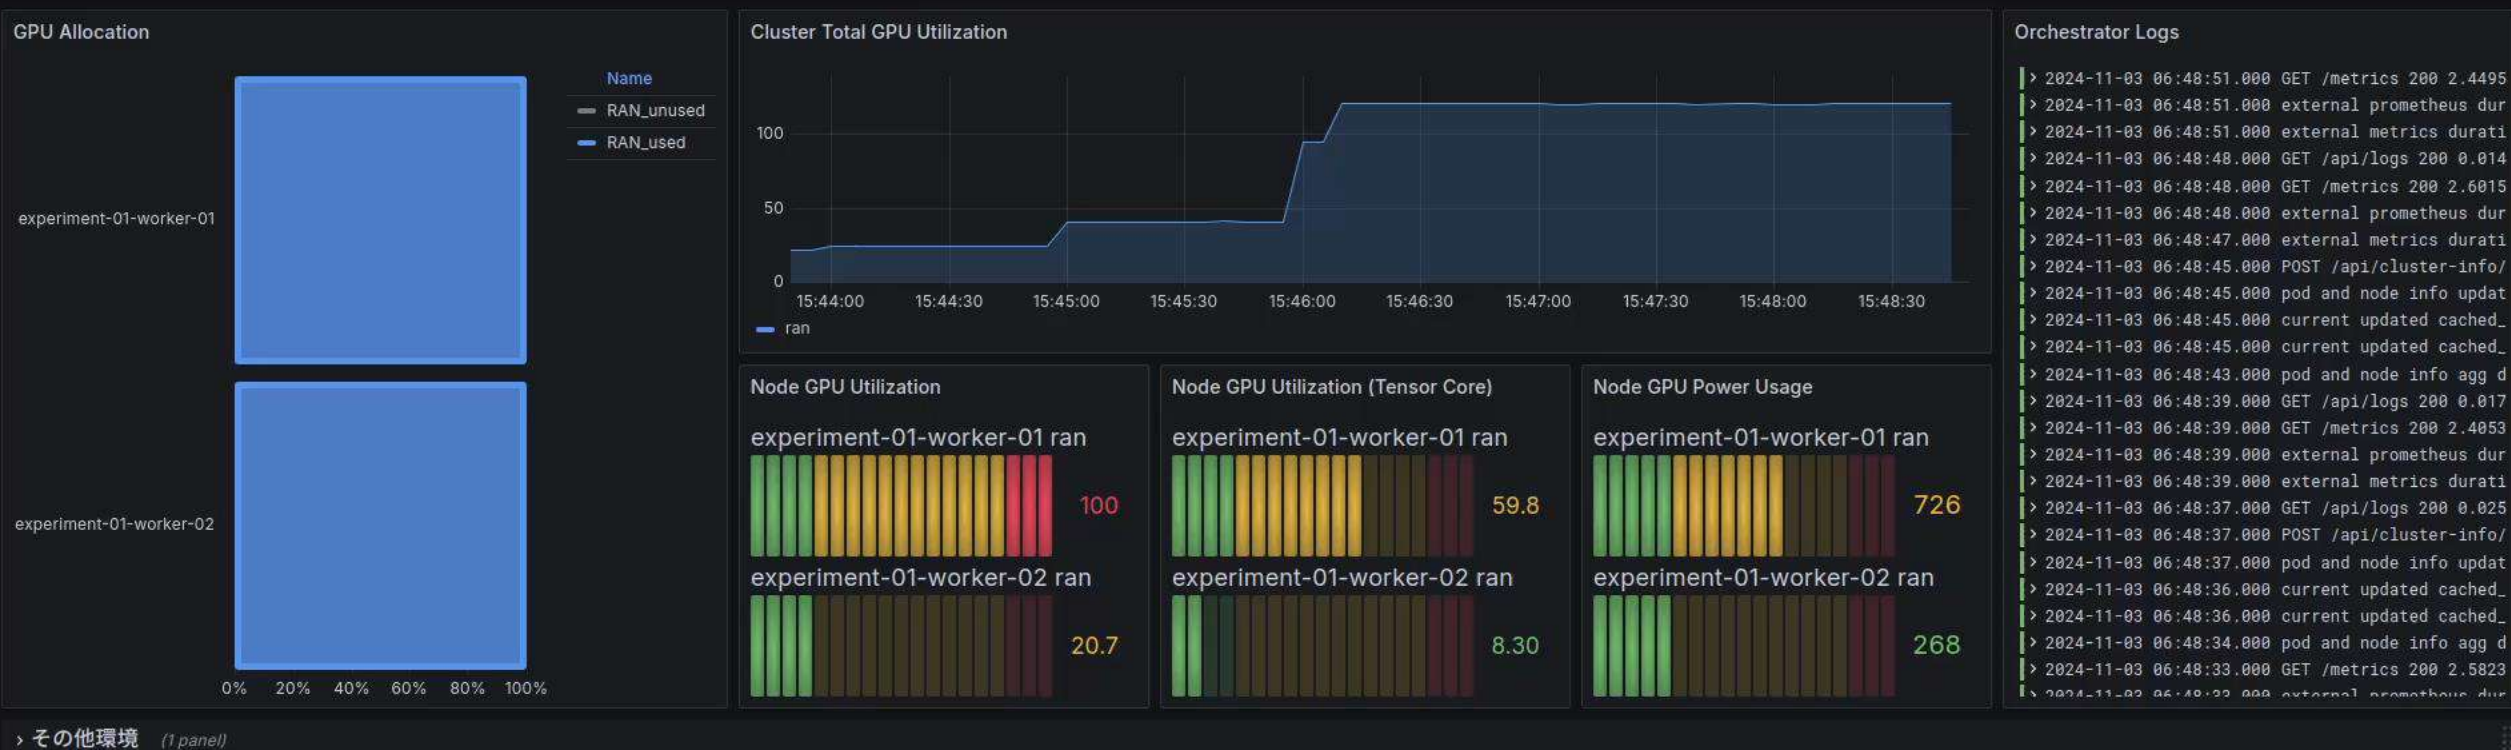 GPU Allocation
experiment-01-worker-01
experiment-01-worker-02
0% 20% 40% 60% 80% 100%
Name
RAN_unused
RAN_used
Cluster Total GPU Utilization
100
50
0
15:44:00 15:44:30 15:45:00 15:45:30 15:46:00 15:46:30 15:47:00 15:47:30 15:48:00 15:48:30
ran
Node GPU Utilization
experiment-01-worker-01 ran
100
experiment-01-worker-02 ran
20.7
Node GPU Utilization (Tensor Core)
experiment-01-worker-01 ran
59.8
experiment-01-worker-02 ran
8.30
Node GPU Power Usage
experiment-01-worker-01 ran
726
experiment-01-worker-02 ran
268
Orchestrator Logs
2024-11-03 06:48:51.000 GET /metrics 200 2.4495
2024-11-03 06:48:51.000 external prometheus dur
2024-11-03 06:48:51.000 external metrics durati
2024-11-03 06:48:48.000 GET /api/logs 200 0.014
2024-11-03 06:48:48.000 GET /metrics 200 2.6015
2024-11-03 06:48:48.000 external prometheus dur
2024-11-03 06:48:47.000 external metrics durati
2024-11-03 06:48:45.000 POST /api/cluster-info/
2024-11-03 06:48:45.000 pod and node info updat
2024-11-03 06:48:45.000 current updated cached_
2024-11-03 06:48:45.000 current updated cached_
2024-11-03 06:48:43.000 pod and node info agg d
2024-11-03 06:48:39.000 GET /api/logs 200 0.017
2024-11-03 06:48:39.000 GET /metrics 200 2.4053
2024-11-03 06:48:39.000 external prometheus dur
2024-11-03 06:48:39.000 external metrics durati
2024-11-03 06:48:37.000 GET /api/logs 200 0.025
2024-11-03 06:48:37.000 POST /api/cluster-info/
2024-11-03 06:48:37.000 pod and node info updat
2024-11-03 06:48:36.000 current updated cached_
2024-11-03 06:48:36.000 current updated cached_
2024-11-03 06:48:34.000 pod and node info agg d
2024-11-03 06:48:33.000 GET /metrics 200 2.5823
2024-11-03 06:48:33.000 external prometheus dur
その他環境 (1 panel)